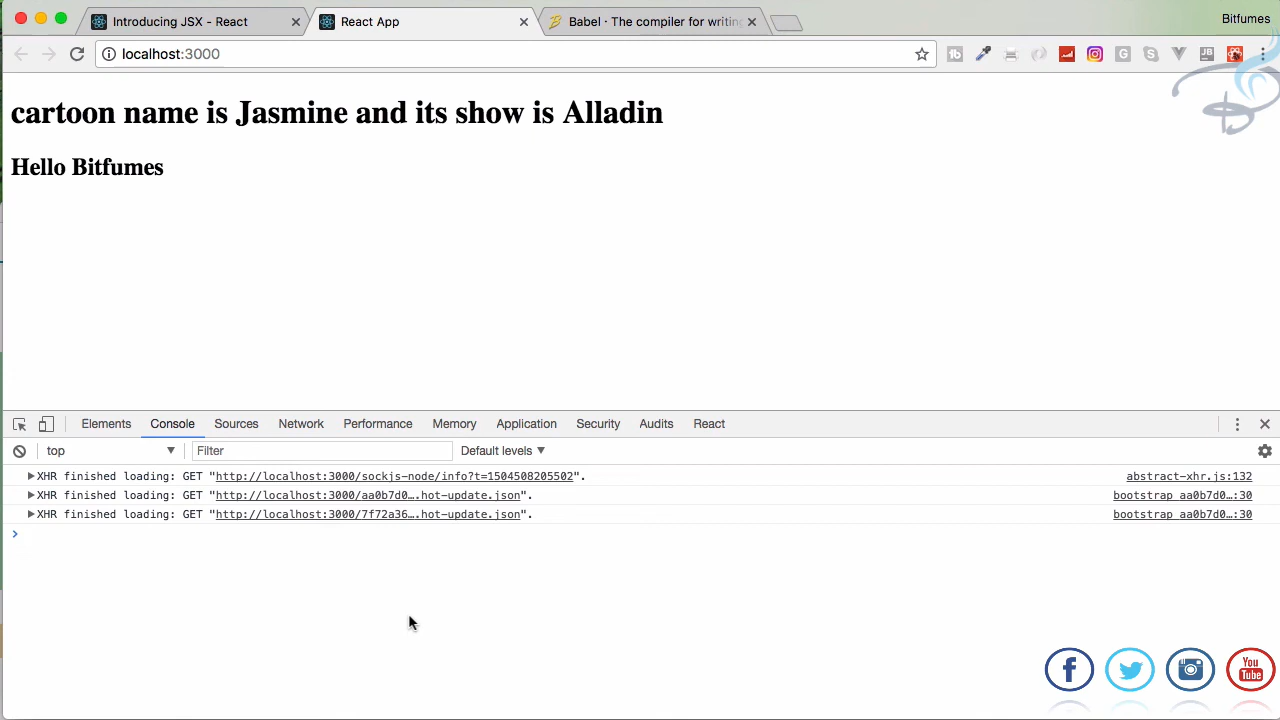 Introducing JSX - React
React App
Babel · The compiler for writing
Bitfumes
localhost:3000
cartoon name is Jasmine and its show is Alladin
Hello Bitfumes
Elements Console Sources Network Performance Memory Application Security Audits React
top Filter Default levels
XHR finished loading: GET "http://localhost:3000/sockjs-node/info?t=1504508205502". abstract-xhr.js:132
XHR finished loading: GET "http://localhost:3000/aa0b7d0….hot-update.json". bootstrap aa0b7d0…:30
XHR finished loading: GET "http://localhost:3000/7f72a36….hot-update.json". bootstrap aa0b7d0…:30
You
Tube